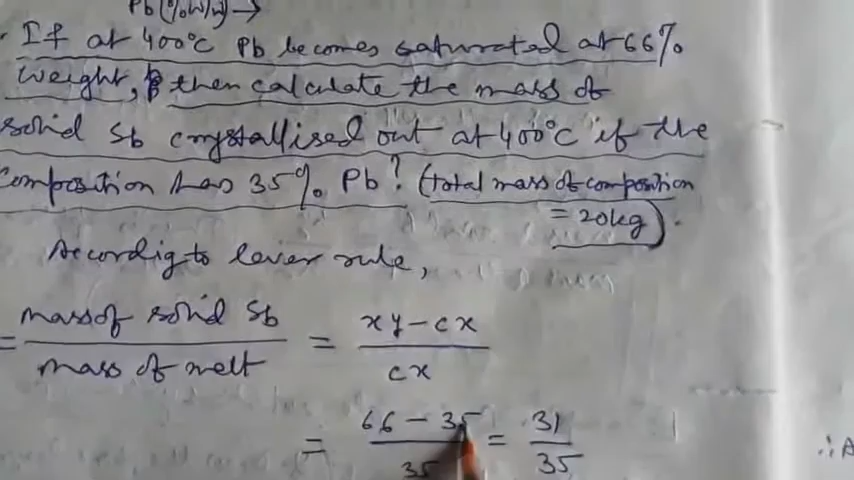 Pb(%w/w) →
If at 400°C Pb becomes saturated at 66%
weight, then calculate the mass of
solid Sb crystallised out at 400°C if the
composition has 35% Pb? (total mass of composition
= 20kg).
Accordig to lever rule,
= mass of solid Sb / mass of melt = xy-cx / cx
= 66-35 / 35 = 31 / 35
∴ A